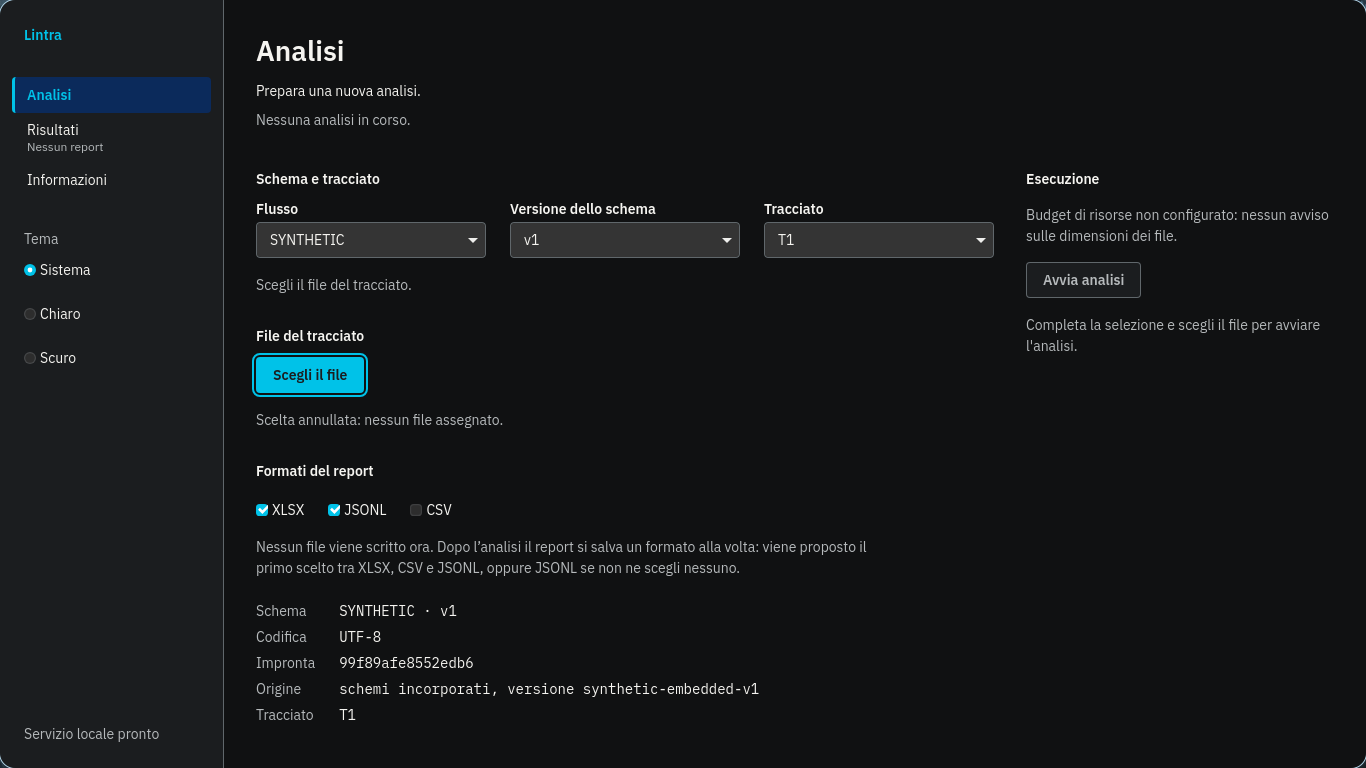 Lintra
Analisi
Risultati
Nessun report
Informazioni
Tema
Sistema
Chiaro
Scuro
Servizio locale pronto
Analisi
Prepara una nuova analisi.
Nessuna analisi in corso.
Schema e tracciato
Flusso
SYNTHETIC
Versione dello schema
v1
Tracciato
T1
Scegli il file del tracciato.
File del tracciato
Scegli il file
Scelta annullata: nessun file assegnato.
Formati del report
XLSX JSONL CSV
Nessun file viene scritto ora. Dopo l’analisi il report si salva un formato alla volta: viene proposto il
primo scelto tra XLSX, CSV e JSONL, oppure JSONL se non ne scegli nessuno.
Schema SYNTHETIC · v1
Codifica UTF-8
Impronta 99f89afe8552edb6
Origine schemi incorporati, versione synthetic-embedded-v1
Tracciato T1
Esecuzione
Budget di risorse non configurato: nessun avviso
sulle dimensioni dei file.
Avvia analisi
Completa la selezione e scegli il file per avviare
l'analisi.